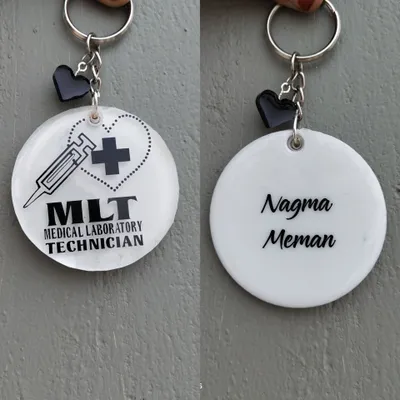 MLT
MEDICAL LABORATORY
TECHNICIAN
Nagma
Meman